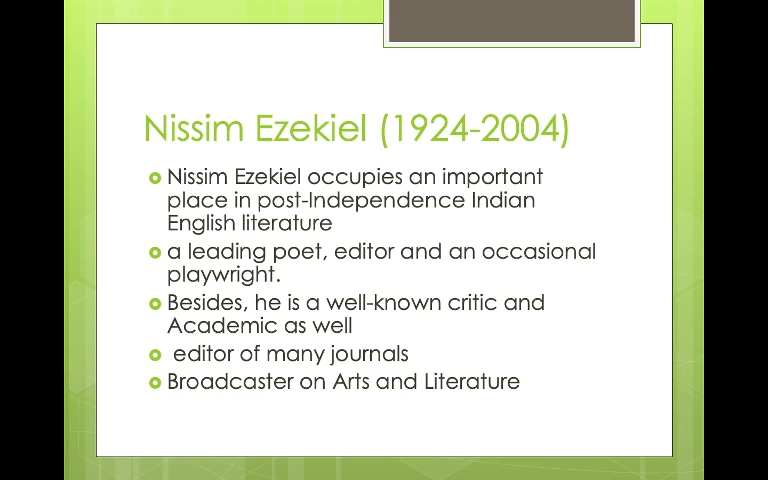 Nissim Ezekiel (1924-2004)
Nissim Ezekiel occupies an important
place in post-Independence Indian
English literature
a leading poet, editor and an occasional
playwright.
Besides, he is a well-known critic and
Academic as well
editor of many journals
Broadcaster on Arts and Literature